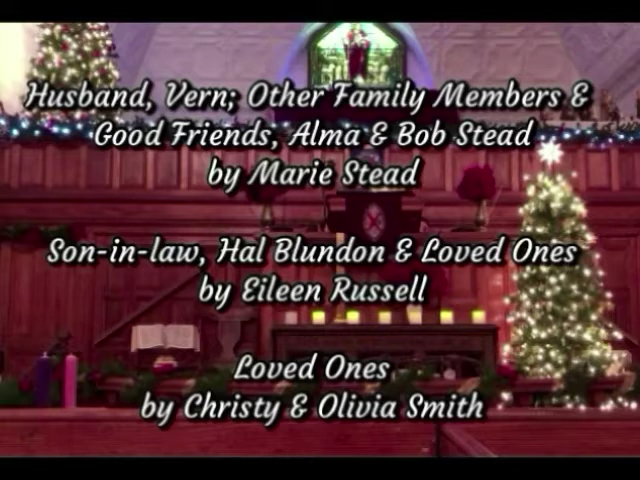 Husband, Vern; Other Family Members &
Good Friends, Alma & Bob Stead
by Marie Stead
Son-in-law, Hal Blundon & Loved Ones
by Eileen Russell
Loved Ones
by Christy & Olivia Smith